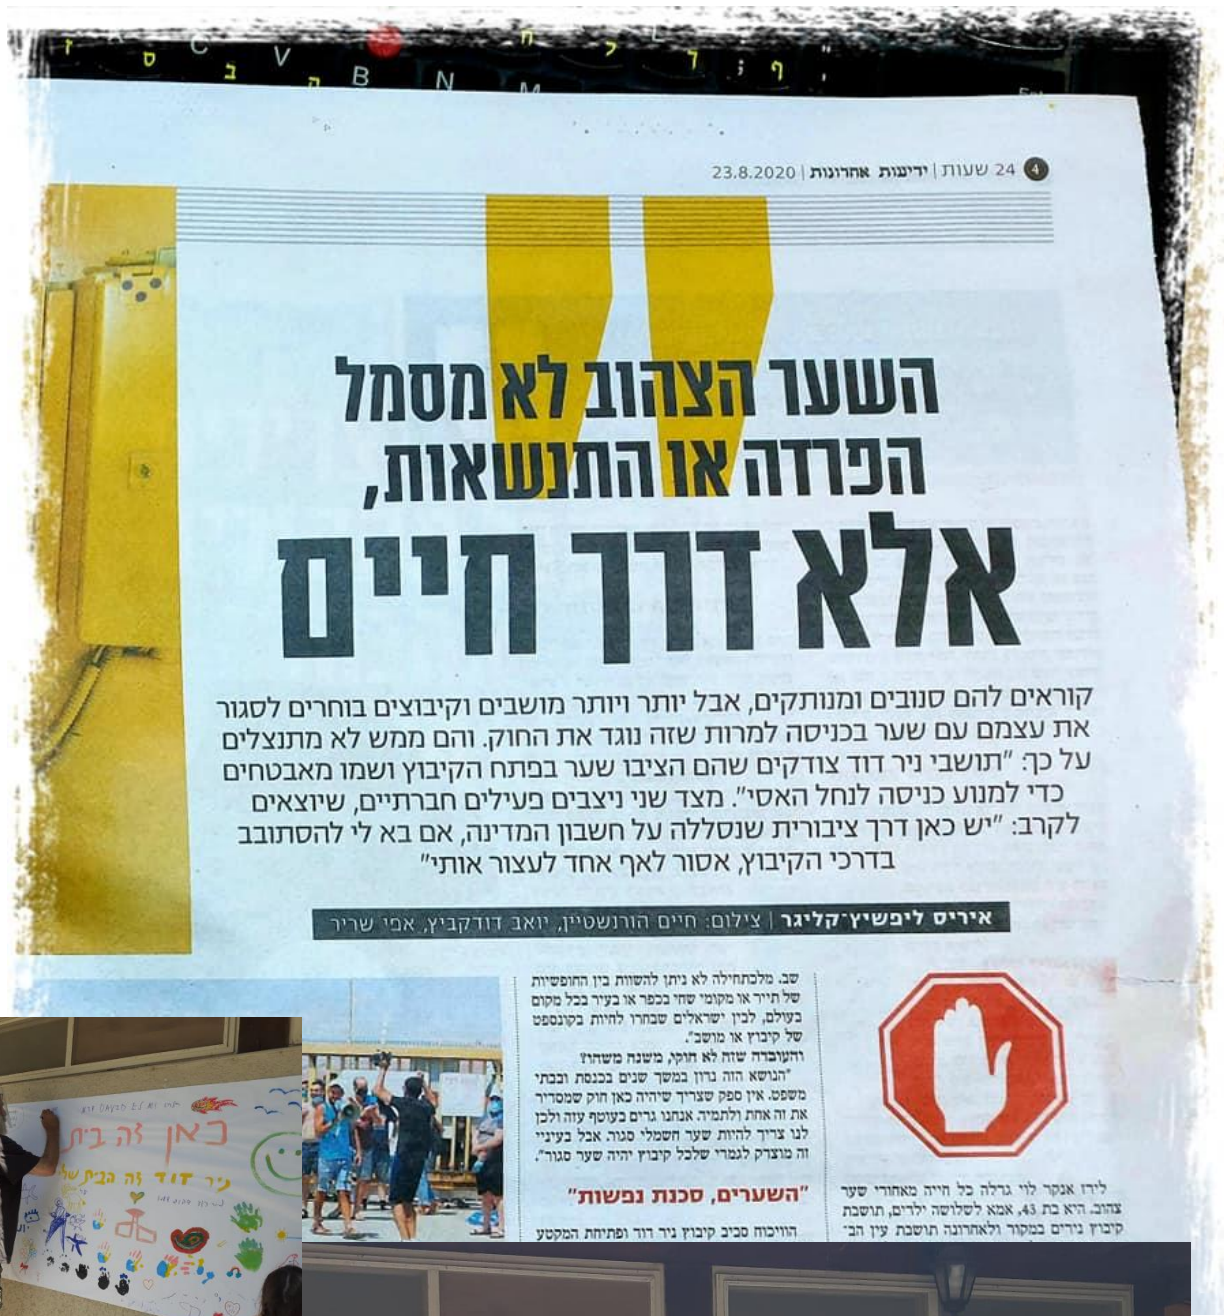 C V B N M
ז ס ב ה ח ל ך ; ף
4 24 שעות | ידיעות אחרונות | 23.8.2020
השער הצהוב לא מסמל
הפרדה או התנשאות,
אלא דרך חיים
קוראים להם סנובים ומנותקים, אבל יותר ויותר מושבים וקיבוצים בוחרים לסגור
את עצמם עם שער בכניסה למרות שזה נוגד את החוק. והם ממש לא מתנצלים
על כך: "תושבי ניר דוד צודקים שהם הציבו שער בפתח הקיבוץ ושמו מאבטחים
כדי למנוע כניסה לנחל האסי". מצד שני ניצבים פעילים חברתיים, שיוצאים
לקרב: "יש כאן דרך ציבורית שנסללה על חשבון המדינה, אם בא לי להסתובב
בדרכי הקיבוץ, אסור לאף אחד לעצור אותי"
איריס ליפשיץ־קליגר | צילום: חיים הורנשטיין, יואב דודקביץ, אפי שריר
לירז אנקר לוי גדלה כל חייה מאחורי שער
צהוב. היא בת 43, אמא לשלושה ילדים, תושבת
קיבוץ נירים במקור ולאחרונה תושבת עין הב־
שב. מלכתחילה לא ניתן להשוות בין החופשיות
של תייר או מקומי שחי בכפר או בעיר בכל מקום
בעולם, לבין ישראלים שבחרו לחיות בקונספט
של קיבוץ או מושב".
והעובדה שזה לא חוקי, משנה משהו?
"הנושא הזה נדון במשך שנים בכנסת ובבתי
משפט. אין ספק שצריך שיהיה כאן חוק שמסדיר
את זה אחת ולתמיד. אנחנו גרים בעוטף עזה ולכן
לנו צריך להיות שער חשמלי סגור. אבל בעיניי
זה מוצדק לגמרי שלכל קיבוץ יהיה שער סגור".
"השערים, סכנת נפשות"
הוויכוח סביב קיבוץ ניר דוד ופתיחת המקטע
כאן זה בית
ניר דוד זה הבית שלי